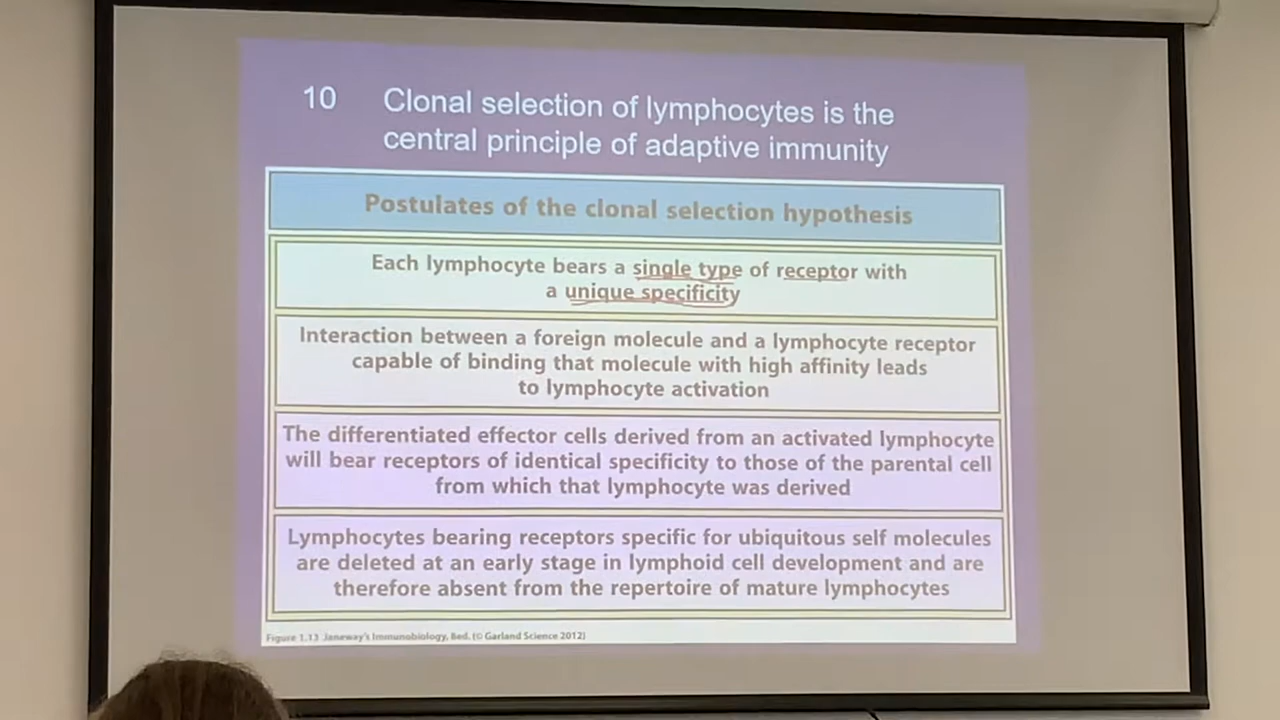 10 Clonal selection of lymphocytes is the
central principle of adaptive immunity
Postulates of the clonal selection hypothesis
Each lymphocyte bears a single type of receptor with
a unique specificity
Interaction between a foreign molecule and a lymphocyte receptor
capable of binding that molecule with high affinity leads
to lymphocyte activation
The differentiated effector cells derived from an activated lymphocyte
will bear receptors of identical specificity to those of the parental cell
from which that lymphocyte was derived
Lymphocytes bearing receptors specific for ubiquitous self molecules
are deleted at an early stage in lymphoid cell development and are
therefore absent from the repertoire of mature lymphocytes
Figure 1.13 Janeway's Immunobiology, 8ed. (© Garland Science 2012)